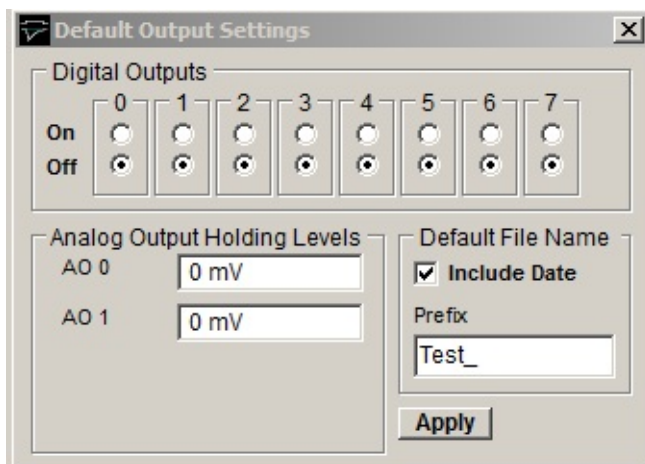 Default Output Settings
Digital Outputs
0 1 2 3 4 5 6 7
On
Off
Analog Output Holding Levels
AO 0 0 mV
AO 1 0 mV
Default File Name
Include Date
Prefix
Test_
Apply